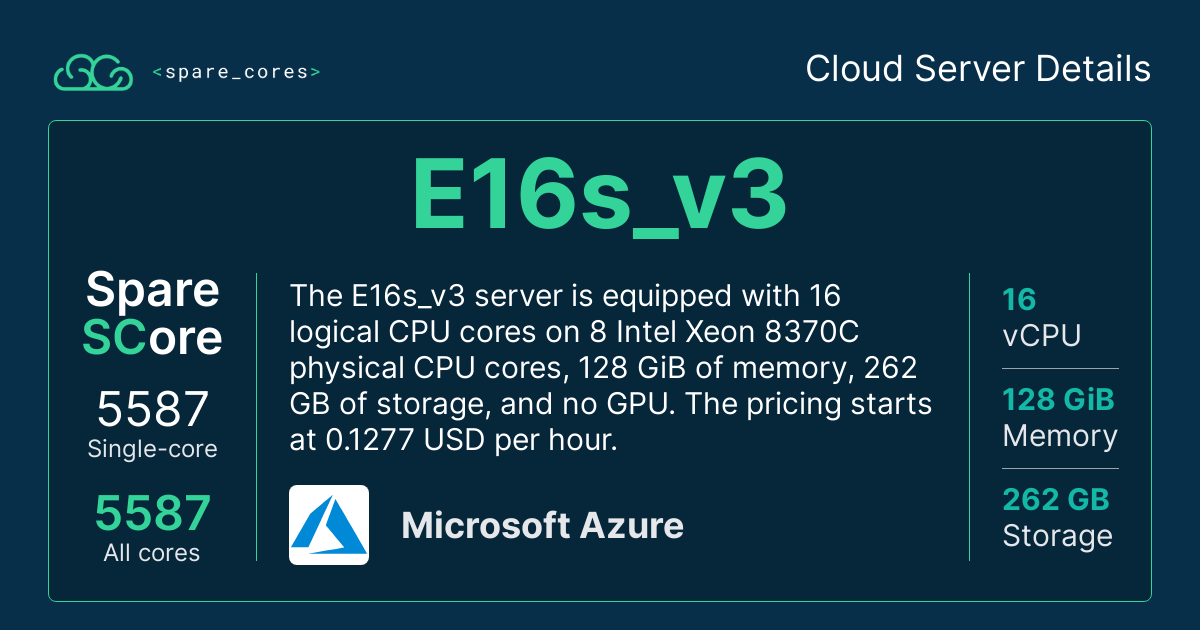 <spare_cores>
Cloud Server Details
E16s_v3
Spare
SCore
5587
Single-core
5587
All cores
The E16s_v3 server is equipped with 16
logical CPU cores on 8 Intel Xeon 8370C
physical CPU cores, 128 GiB of memory, 262
GB of storage, and no GPU. The pricing starts
at 0.1277 USD per hour.
Microsoft Azure
16
vCPU
128 GiB
Memory
262 GB
Storage